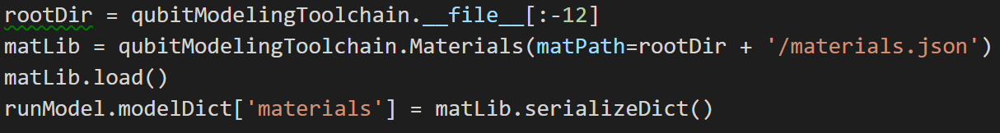 rootDir = qubitModelingToolchain.__file__[:-12]
matLib = qubitModelingToolchain.Materials(matPath=rootDir + '/materials.json')
matLib.load()
runModel.modelDict['materials'] = matLib.serializeDict()